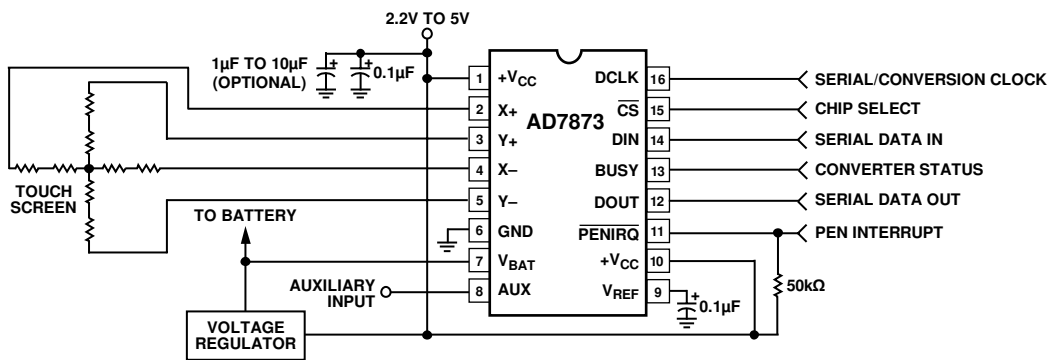 2.2V TO 5V
1µF TO 10µF
(OPTIONAL)
+
+
0.1µF
TOUCH
SCREEN
TO BATTERY
AUXILIARY
INPUT
VOLTAGE
REGULATOR
AD7873
1 +VCC
2 X+
3 Y+
4 X–
5 Y–
6 GND
7 VBAT
8 AUX
DCLK 16 SERIAL/CONVERSION CLOCK
CS 15 CHIP SELECT
DIN 14 SERIAL DATA IN
BUSY 13 CONVERTER STATUS
DOUT 12 SERIAL DATA OUT
PENIRQ 11 PEN INTERRUPT
+VCC 10
VREF 9
+
0.1µF
50kΩ